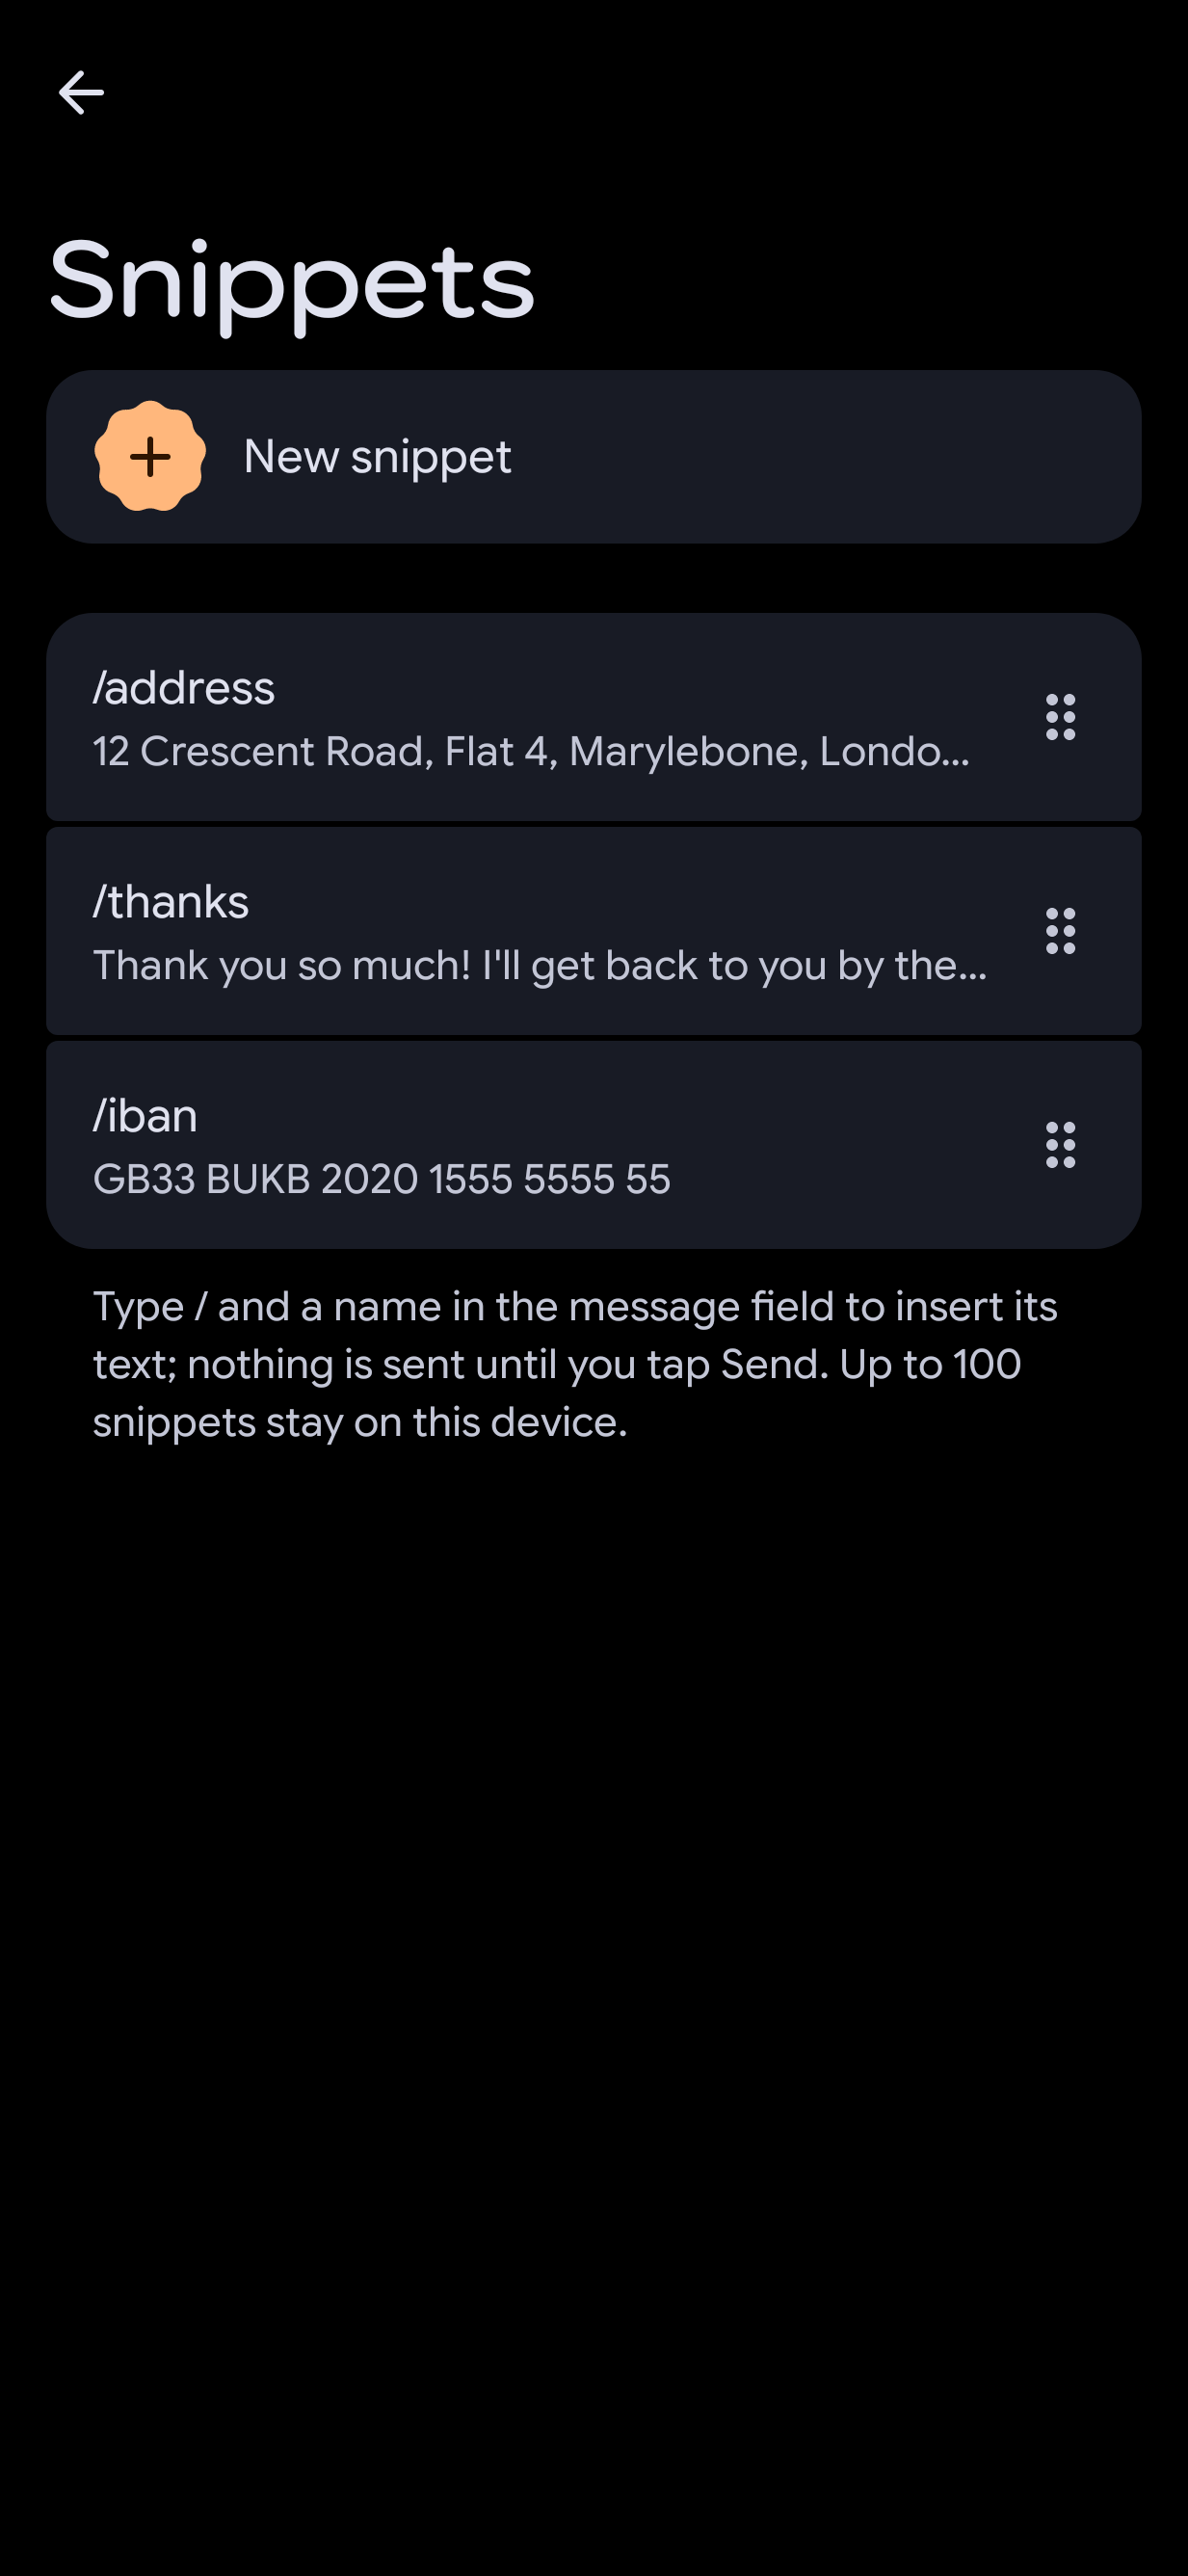 Snippets
New snippet
/address
12 Crescent Road, Flat 4, Marylebone, Londo...
/thanks
Thank you so much! I'll get back to you by the...
/iban
GB33 BUKB 2020 1555 5555 55
Type / and a name in the message field to insert its
text; nothing is sent until you tap Send. Up to 100
snippets stay on this device.